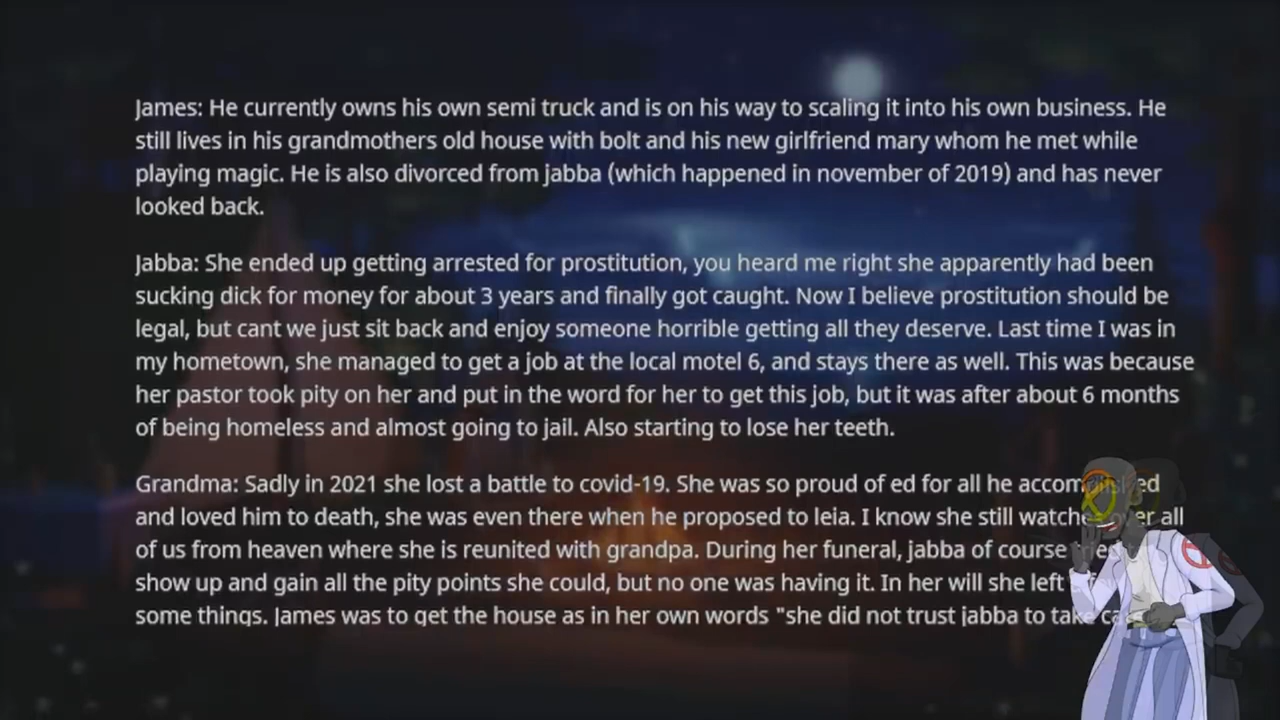 James: He currently owns his own semi truck and is on his way to scaling it into his own business. He
still lives in his grandmothers old house with bolt and his new girlfriend mary whom he met while
playing magic. He is also divorced from jabba (which happened in november of 2019) and has never
looked back.
Jabba: She ended up getting arrested for prostitution, you heard me right she apparently had been
sucking dick for money for about 3 years and finally got caught. Now I believe prostitution should be
legal, but cant we just sit back and enjoy someone horrible getting all they deserve. Last time I was in
my hometown, she managed to get a job at the local motel 6, and stays there as well. This was because
her pastor took pity on her and put in the word for her to get this job, but it was after about 6 months
of being homeless and almost going to jail. Also starting to lose her teeth.
Grandma: Sadly in 2021 she lost a battle to covid-19. She was so proud of ed for all he
and loved him to death, she was even there when he proposed to leia. I know she still all
of us from heaven where she is reunited with grandpa. During her funeral, jabba of course
show up and gain all the pity points she could, but no one was having it. In her will she left
some things. James was to get the house as in her own words "she did not trust jabba to take